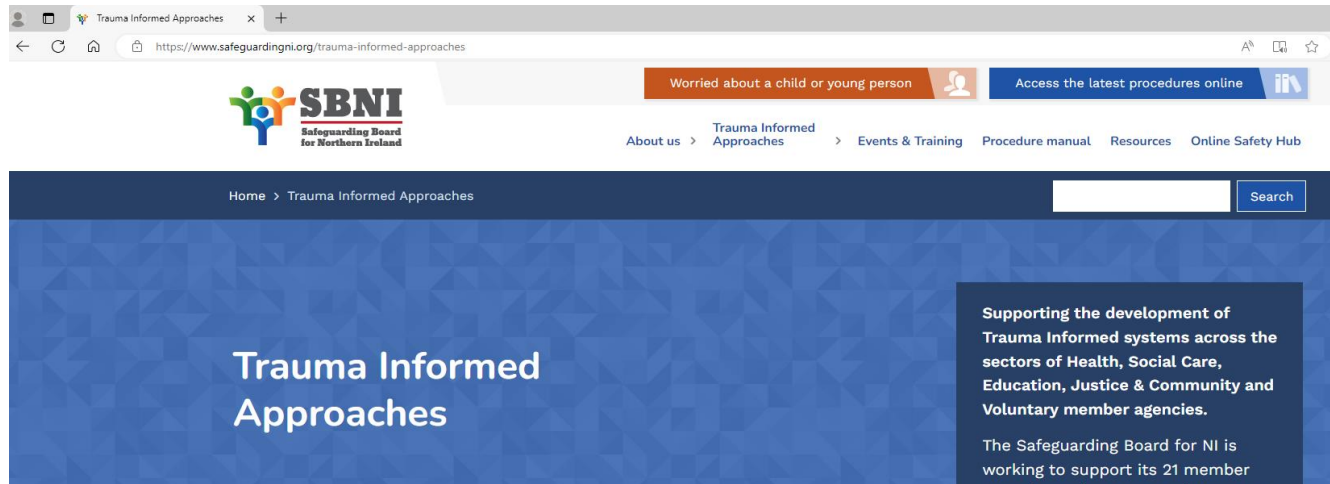 Trauma Informed Approaches
https://www.safeguardingni.org/trauma-informed-approaches
SBNI
Safeguarding Board
for Northern Ireland
Worried about a child or young person
Access the latest procedures online
About us > Trauma Informed Approaches > Events & Training Procedure manual Resources Online Safety Hub
Home > Trauma Informed Approaches
Search
Trauma Informed
Approaches
Supporting the development of
Trauma Informed systems across the
sectors of Health, Social Care,
Education, Justice & Community and
Voluntary member agencies.
The Safeguarding Board for NI is
working to support its 21 member